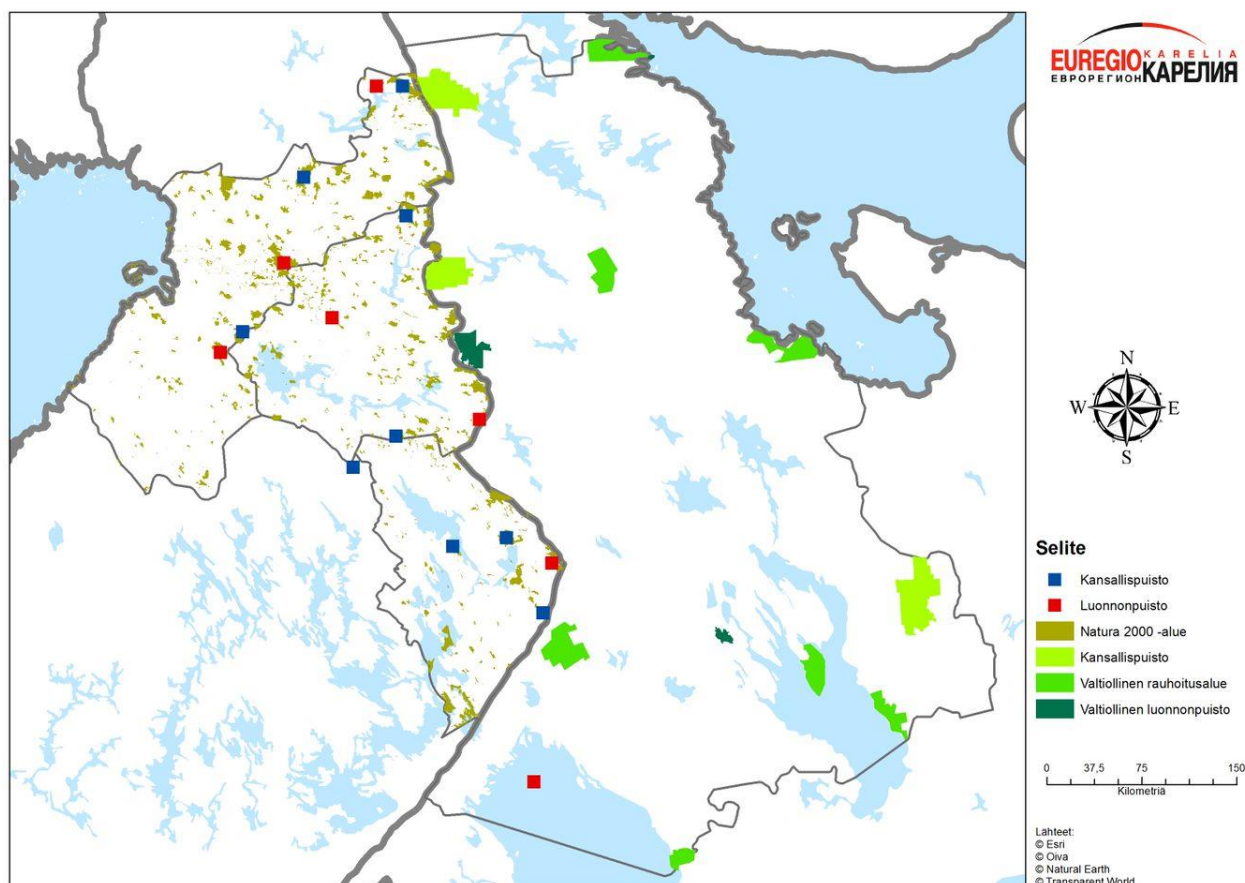 EUREGIO KARELIA
ЕВРОРЕГИОН КАРЕЛИЯ
N
W E
S
Selite
Kansallispuisto
Luonnonpuisto
Natura 2000 -alue
Kansallispuisto
Valtiollinen rauhoitusalue
Valtiollinen luonnonpuisto
0 37,5 75 150
Kilometriä
Lähteet:
© Esri
© Oiva
© Natural Earth
© Transparent World